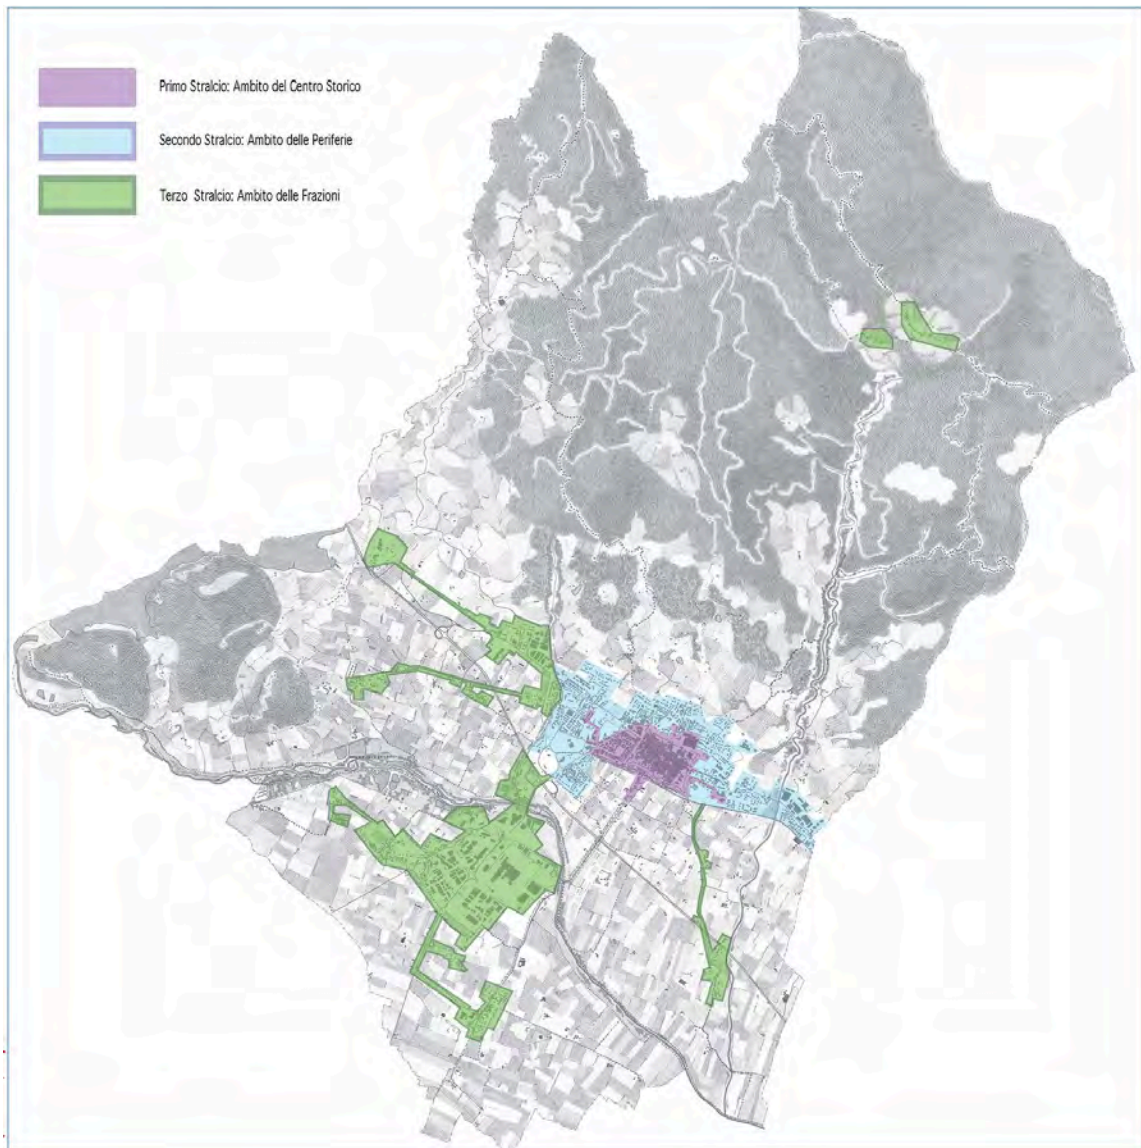 Primo Stralcio: Ambito del Centro Storico
Secondo Stralcio: Ambito delle Periferie
Terzo Stralcio: Ambito delle Frazioni